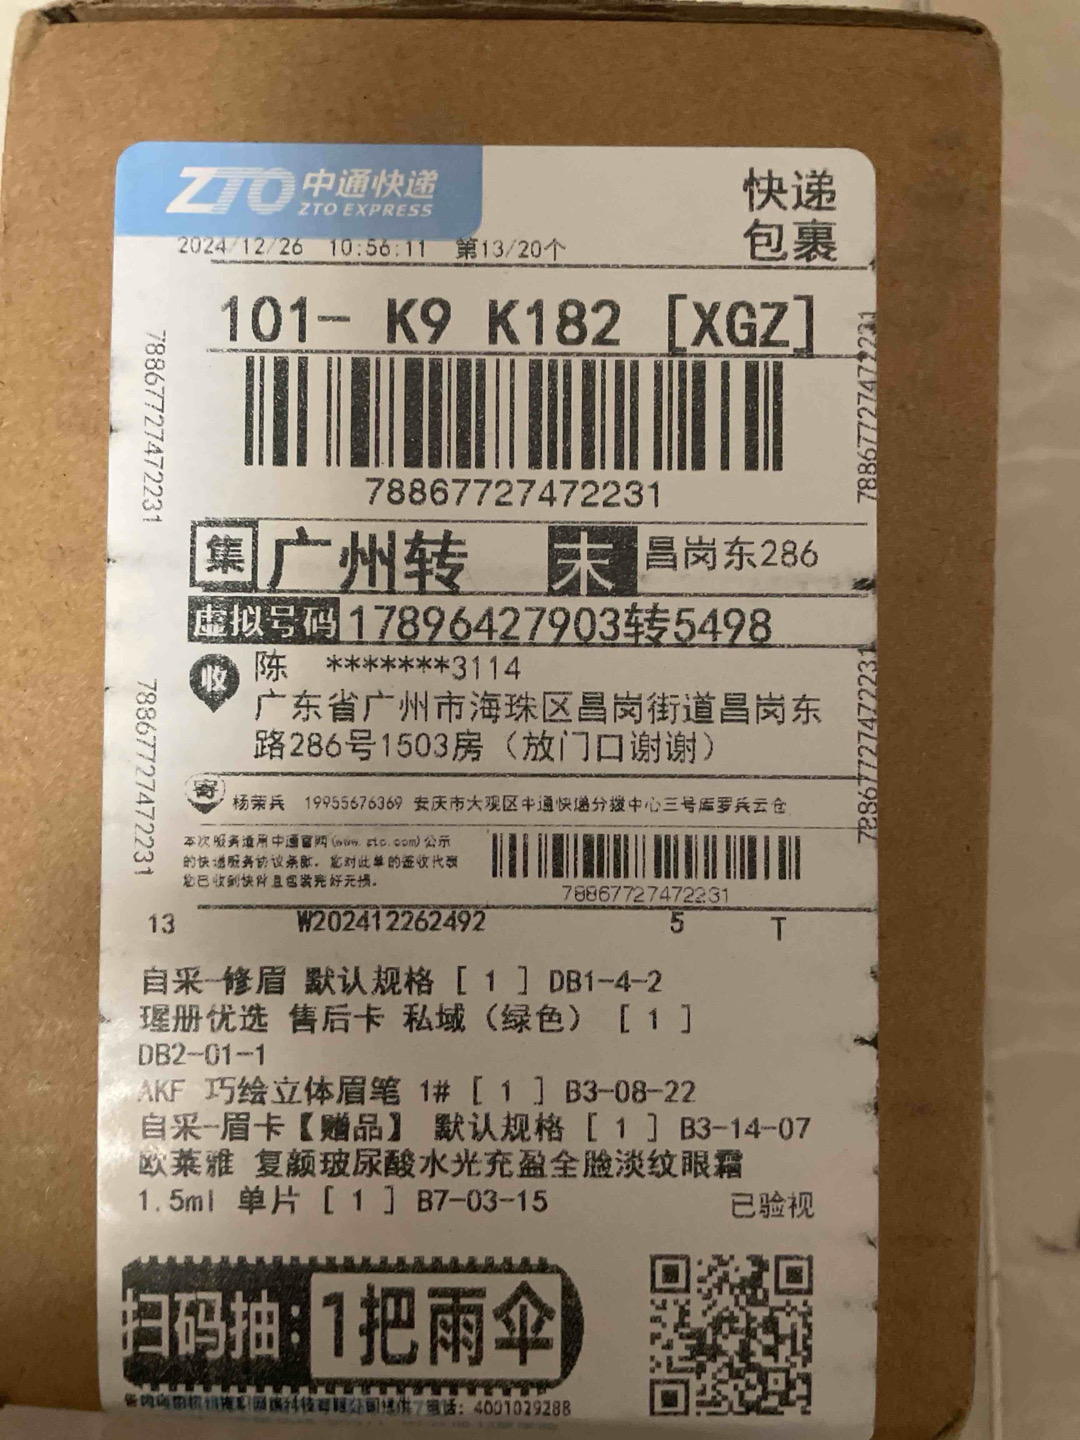 ZTO 中通快递
ZTO EXPRESS
快递
包裹
2024/12/26 10:56:11 第13/20个
101- K9 K182 [XGZ]
78867727472231
78867727472231
78867727472231
集 广州转 末 昌岗东286
虚拟号码 17896427903转5498
收 陈 *******3114
广东省广州市海珠区昌岗街道昌岗东
路286号1503房（放门口谢谢）
78867727472231
78867727472231
寄 杨荣兵 19955676369 安庆市大观区中通快递分拨中心三号库罗兵云仓
本次服务适用中通官网(www.zto.com)公示
的快递服务协议条款。您对此单的签收代表
您已收到快件且包装完好无损。
78867727472231
13 W202412262492 5 T
自采-修眉 默认规格 [ 1 ] DB1-4-2
瑆册优选 售后卡 私域（绿色） [ 1 ]
DB2-01-1
AKF 巧绘立体眉笔 1# [ 1 ] B3-08-22
自采-眉卡【赠品】 默认规格 [ 1 ] B3-14-07
欧莱雅 复颜玻尿酸水光充盈全脸淡纹眼霜
1.5ml 单片 [ 1 ] B7-03-15
已验视
扫码抽：1把雨伞
电话：4001029288